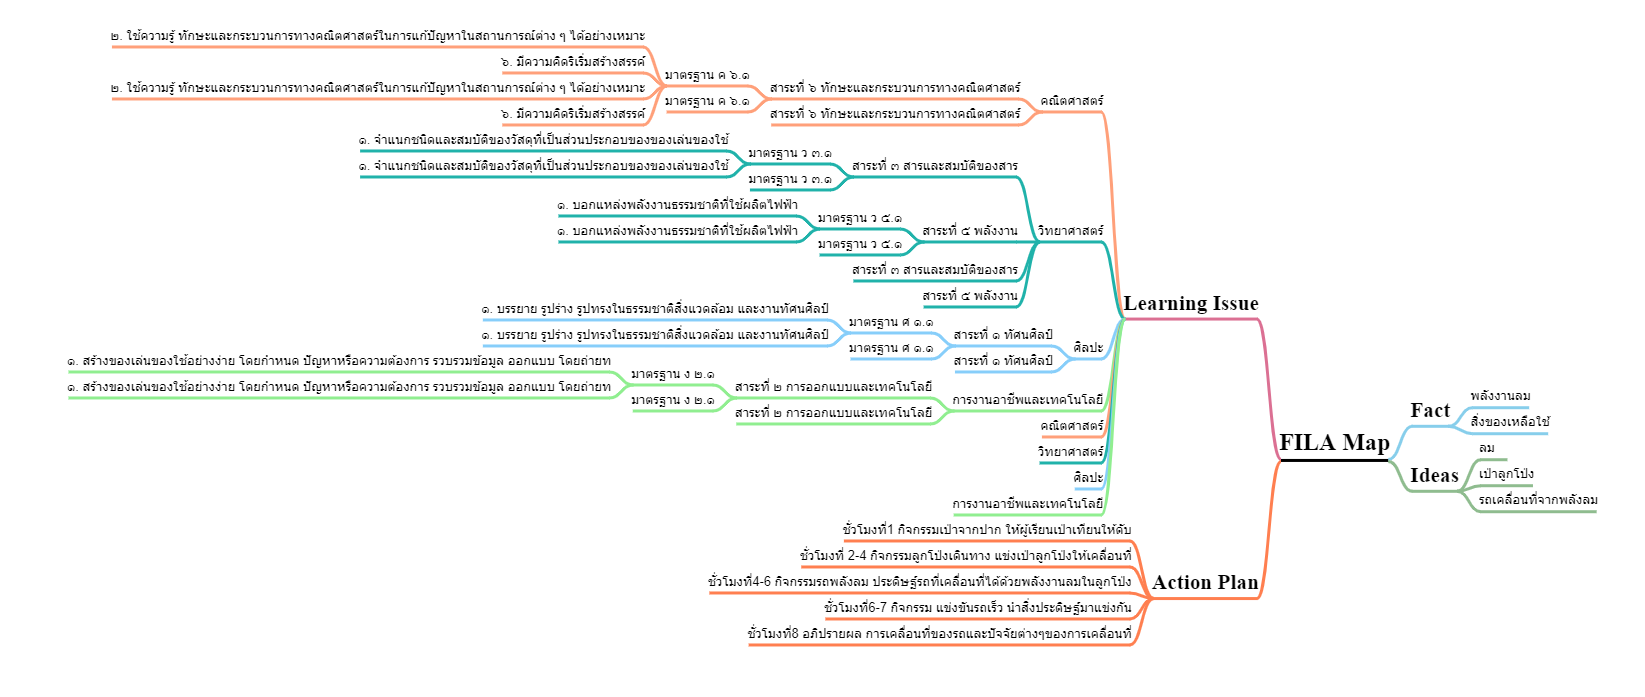 ๒. ใช้ความรู้ ทักษะและกระบวนการทางคณิตศาสตร์ในการแก้ปัญหาในสถานการณ์ต่าง ๆ ได้อย่างเหมาะ
๖. มีความคิดริเริ่มสร้างสรรค์
๒. ใช้ความรู้ ทักษะและกระบวนการทางคณิตศาสตร์ในการแก้ปัญหาในสถานการณ์ต่าง ๆ ได้อย่างเหมาะ
๖. มีความคิดริเริ่มสร้างสรรค์
มาตรฐาน ค ๖.๑
มาตรฐาน ค ๖.๑
สาระที่ ๖ ทักษะและกระบวนการทางคณิตศาสตร์
สาระที่ ๖ ทักษะและกระบวนการทางคณิตศาสตร์
คณิตศาสตร์
๑. จำแนกชนิดและสมบัติของวัสดุที่เป็นส่วนประกอบของของเล่นของใช้
๑. จำแนกชนิดและสมบัติของวัสดุที่เป็นส่วนประกอบของของเล่นของใช้
มาตรฐาน ว ๓.๑
มาตรฐาน ว ๓.๑
สาระที่ ๓ สารและสมบัติของสาร
๑. บอกแหล่งพลังงานธรรมชาติที่ใช้ผลิตไฟฟ้า
๑. บอกแหล่งพลังงานธรรมชาติที่ใช้ผลิตไฟฟ้า
มาตรฐาน ว ๕.๑
มาตรฐาน ว ๕.๑
สาระที่ ๕ พลังงาน
สาระที่ ๓ สารและสมบัติของสาร
สาระที่ ๕ พลังงาน
วิทยาศาสตร์
๑. บรรยาย รูปร่าง รูปทรงในธรรมชาติสิ่งแวดล้อม และงานทัศนศิลป์
๑. บรรยาย รูปร่าง รูปทรงในธรรมชาติสิ่งแวดล้อม และงานทัศนศิลป์
มาตรฐาน ศ ๑.๑
มาตรฐาน ศ ๑.๑
สาระที่ ๑ ทัศนศิลป์
สาระที่ ๑ ทัศนศิลป์
ศิลปะ
๑. สร้างของเล่นของใช้อย่างง่าย โดยกำหนด ปัญหาหรือความต้องการ รวบรวมข้อมูล ออกแบบ โดยถ่ายท
๑. สร้างของเล่นของใช้อย่างง่าย โดยกำหนด ปัญหาหรือความต้องการ รวบรวมข้อมูล ออกแบบ โดยถ่ายท
มาตรฐาน ง ๒.๑
มาตรฐาน ง ๒.๑
สาระที่ ๒ การออกแบบและเทคโนโลยี
สาระที่ ๒ การออกแบบและเทคโนโลยี
การงานอาชีพและเทคโนโลยี
คณิตศาสตร์
วิทยาศาสตร์
ศิลปะ
การงานอาชีพและเทคโนโลยี
Learning Issue
ชั่วโมงที่1 กิจกรรมเป่าจากปาก ให้ผู้เรียนเป่าเทียนให้ดับ
ชั่วโมงที่ 2-4 กิจกรรมลูกโป่งเดินทาง แข่งเป่าลูกโป่งให้เคลื่อนที่
ชั่วโมงที่4-6 กิจกรรมรถพลังลม ประดิษฐ์รถที่เคลื่อนที่ได้ด้วยพลังงานลมในลูกโป่ง
ชั่วโมงที่6-7 กิจกรรม แข่งขันรถเร็ว นำสิ่งประดิษฐ์มาแข่งกัน
ชั่วโมงที่8 อภิปรายผล การเคลื่อนที่ของรถและปัจจัยต่างๆของการเคลื่อนที่
Action Plan
FILA Map
Fact
พลังงานลม
สิ่งของเหลือใช้
Ideas
ลม
เป่าลูกโป่ง
รถเคลื่อนที่จากพลังลม